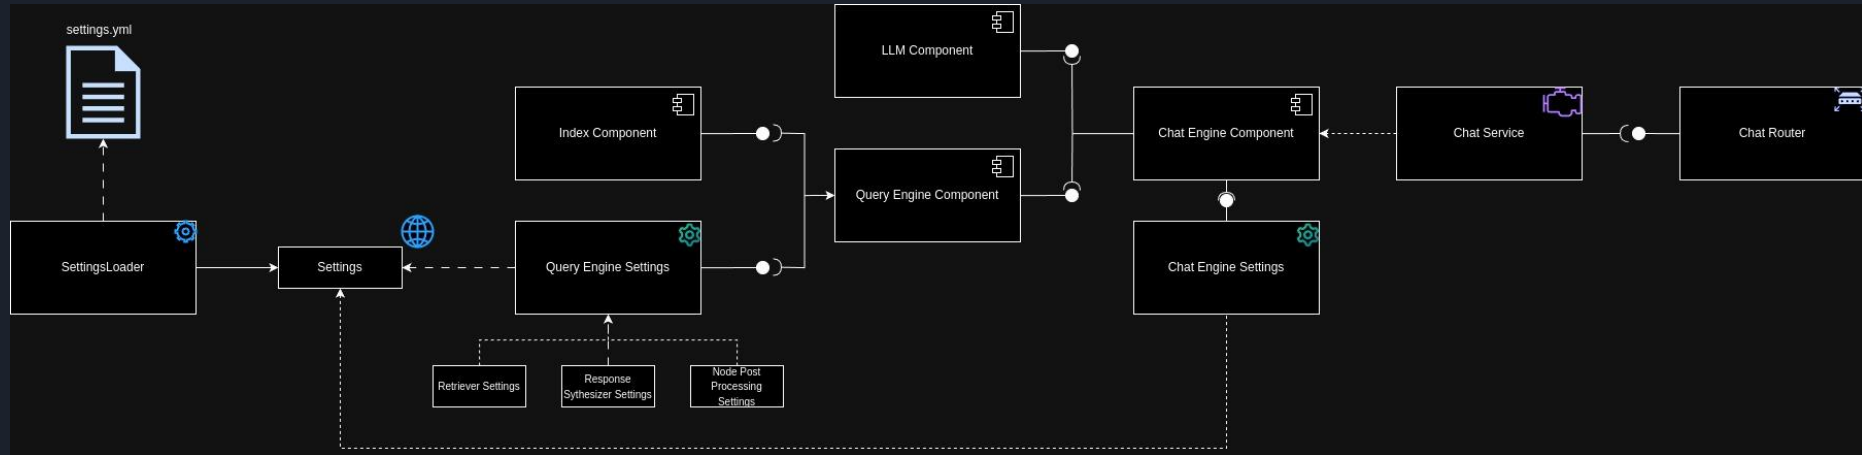 settings.yml
LLM Component
Index Component
Chat Engine Component
Chat Service
Chat Router
Query Engine Component
SettingsLoader
Settings
Query Engine Settings
Chat Engine Settings
Retriever Settings
Response
Sythesizer Settings
Node Post
Processing
Settings